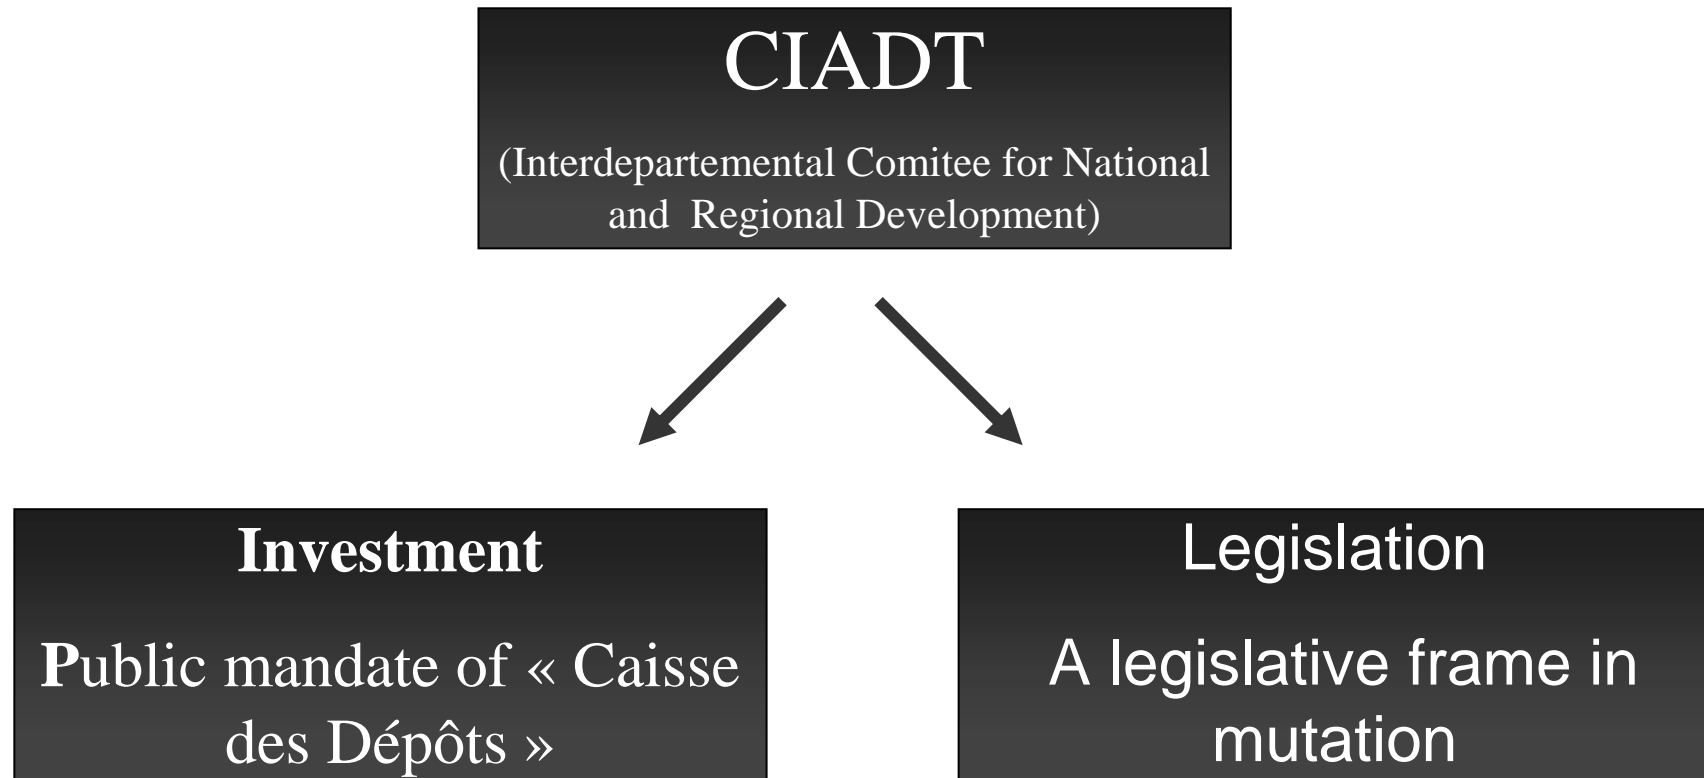 CIADT
(Interdepartemental Comitee for National
and Regional Development)
Investment
Public mandate of « Caisse
des Dépôts »
Legislation
A legislative frame in
mutation